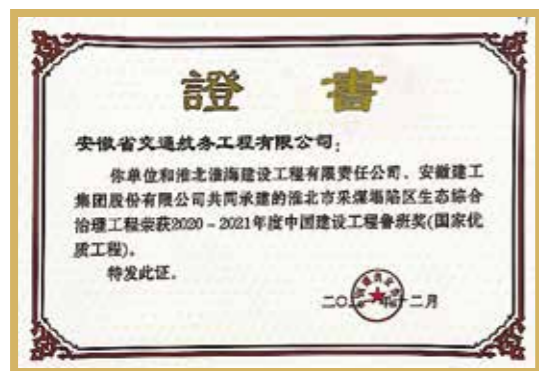 證書
安徽省交通航务工程有限公司：
你单位和淮北淮海建设工程有限责任公司、安徽建工
集团股份有限公司共同承建的淮北市采煤塌陷区生态综合
治理工程荣获2020－2021年度中国建设工程鲁班奖(国家优
质工程)。
特发此证。
二〇二 年十二月